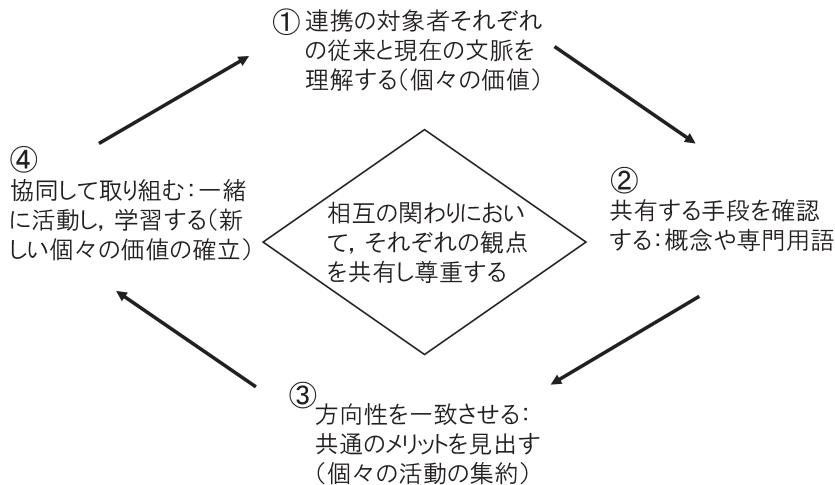 ① 連携の対象者それぞれ
の従来と現在の文脈を
理解する(個々の価値)
②
共有する手段を確認
する:概念や専門用語
③ 方向性を一致させる:
共通のメリットを見出す
(個々の活動の集約)
④
協同して取り組む:一緒
に活動し,学習する(新
しい個々の価値の確立)
相互の関わりにおい
て,それぞれの観点
を共有し尊重する